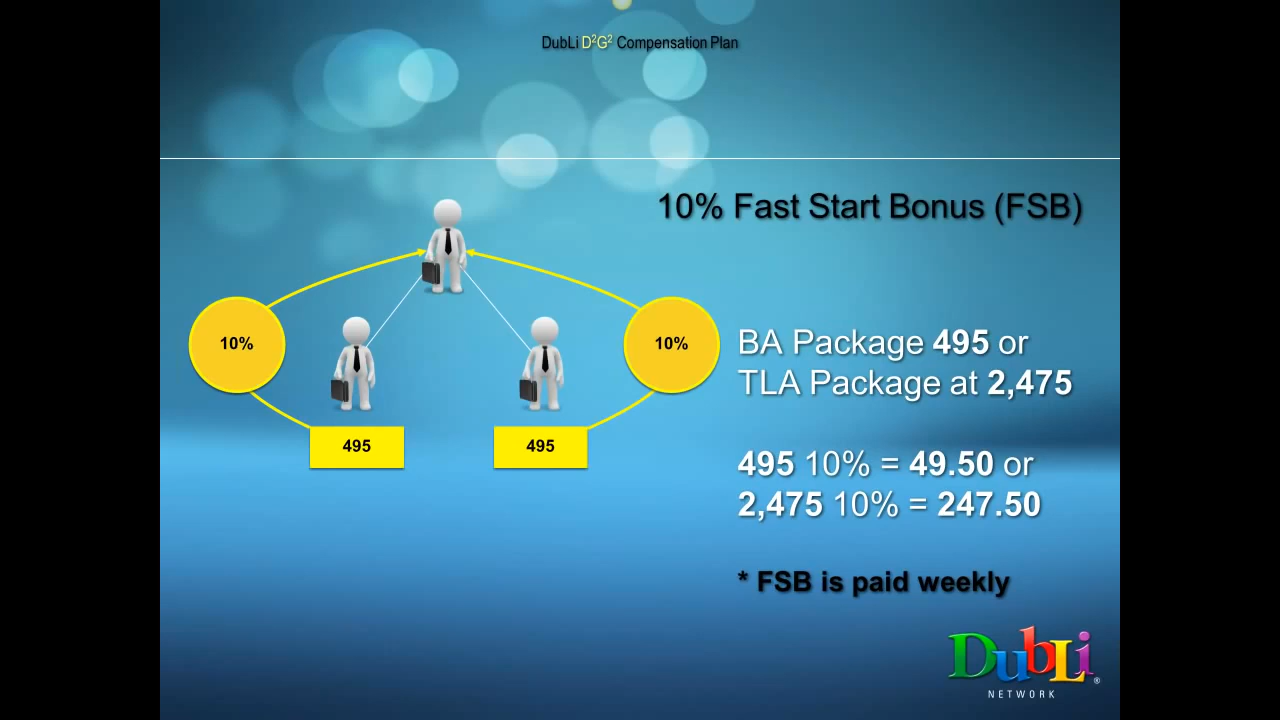 DubLi D²G² Compensation Plan
10% Fast Start Bonus (FSB)
10%
10%
BA Package 495 or
TLA Package at 2,475
495
495
495 10% = 49.50 or
2,475 10% = 247.50
* FSB is paid weekly
DubLi®
NETWORK